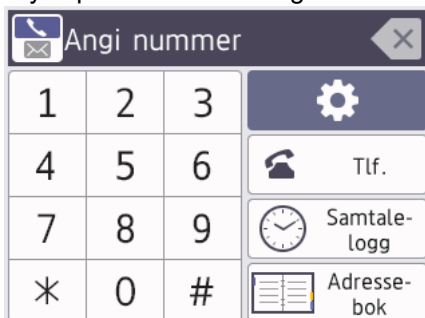 Angi nummer
1 2 3
4 5 6 Tlf.
7 8 9 Samtale-
logg
* 0 # Adresse-
bok